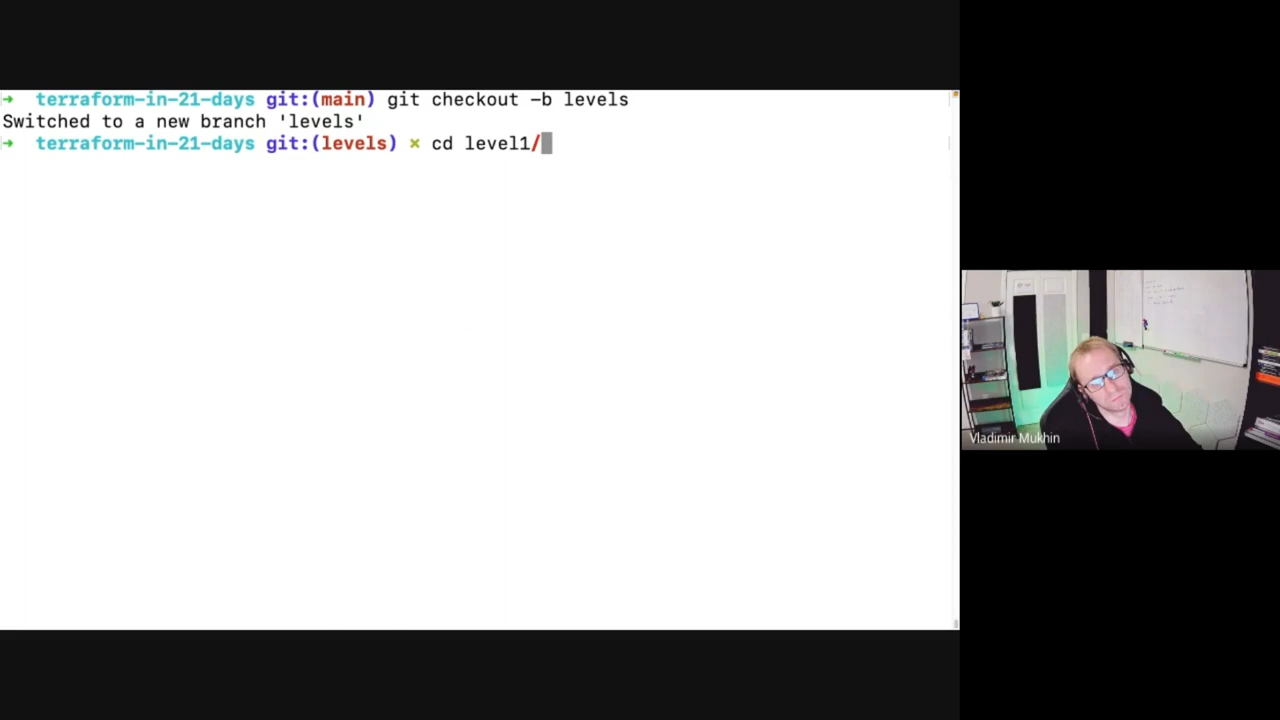 ➜  terraform-in-21-days git:(main) git checkout -b levels
Switched to a new branch 'levels'
➜  terraform-in-21-days git:(levels) ✗ cd level1/
Vladimir Mukhin